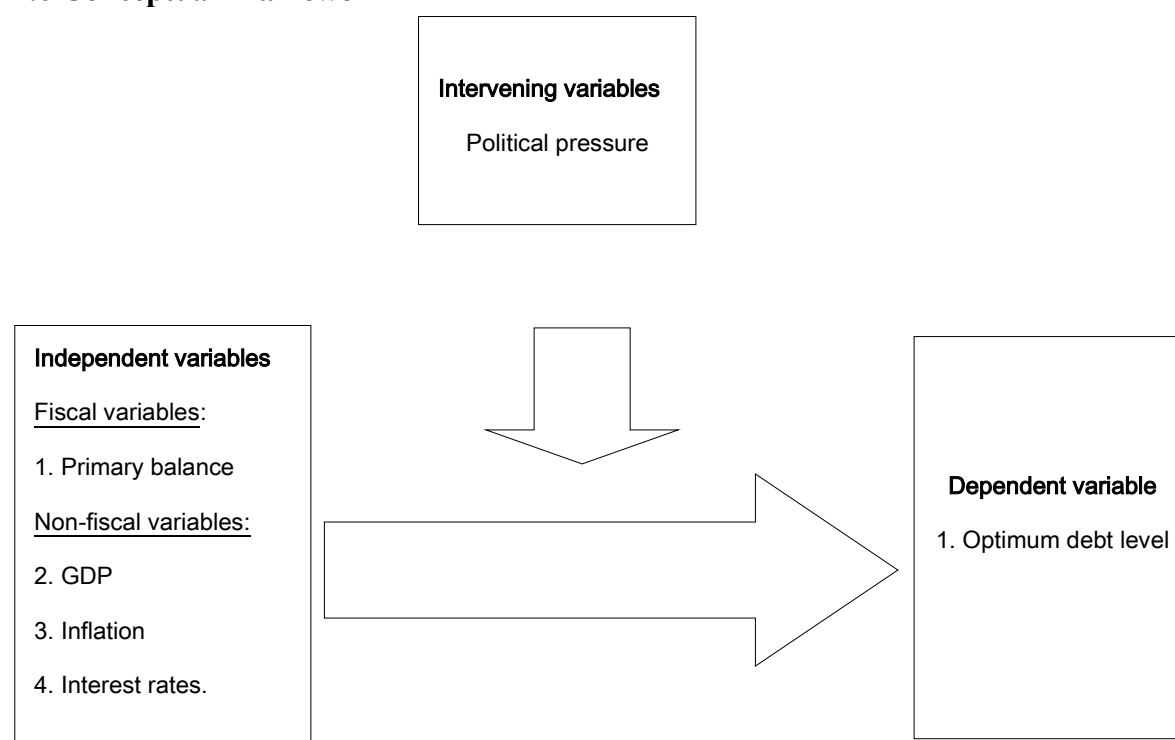 Intervening variables
Political pressure
Independent variables
Fiscal variables:
1. Primary balance
Non-fiscal variables:
2. GDP
3. Inflation
4. Interest rates.
Dependent variable
1. Optimum debt level